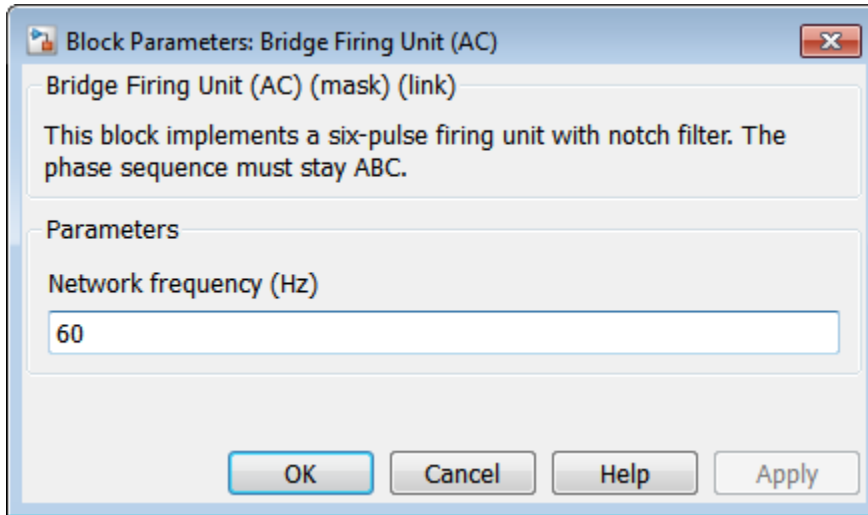 Block Parameters: Bridge Firing Unit (AC)
Bridge Firing Unit (AC) (mask) (link)
This block implements a six-pulse firing unit with notch filter. The
phase sequence must stay ABC.
Parameters
Network frequency (Hz)
60
OK Cancel Help Apply